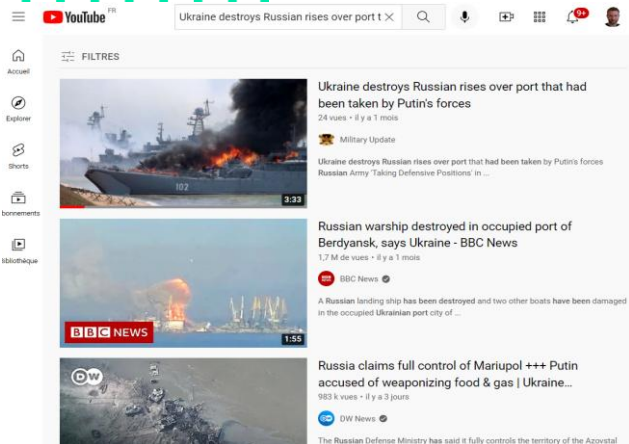 YouTube FR
Ukraine destroys Russian rises over port t
9+
Accueil
Explorer
Shorts
bonnements
bibliothèque
FILTRES
102
3:33
Ukraine destroys Russian rises over port that had
been taken by Putin's forces
24 vues • il y a 1 mois
Military Update
Ukraine destroys Russian rises over port that had been taken by Putin's forces
Russian Army 'Taking Defensive Positions' in ...
BBC NEWS
1:55
Russian warship destroyed in occupied port of
Berdyansk, says Ukraine - BBC News
1,7 M de vues • il y a 1 mois
BBC News
A Russian landing ship has been destroyed and two other boats have been damaged
in the occupied Ukrainian port city of ...
DW
Russia claims full control of Mariupol +++ Putin
accused of weaponizing food & gas | Ukraine...
983 k vues • il y a 3 jours
DW News
The Russian Defense Ministry has said it fully controls the territory of the Azovstal